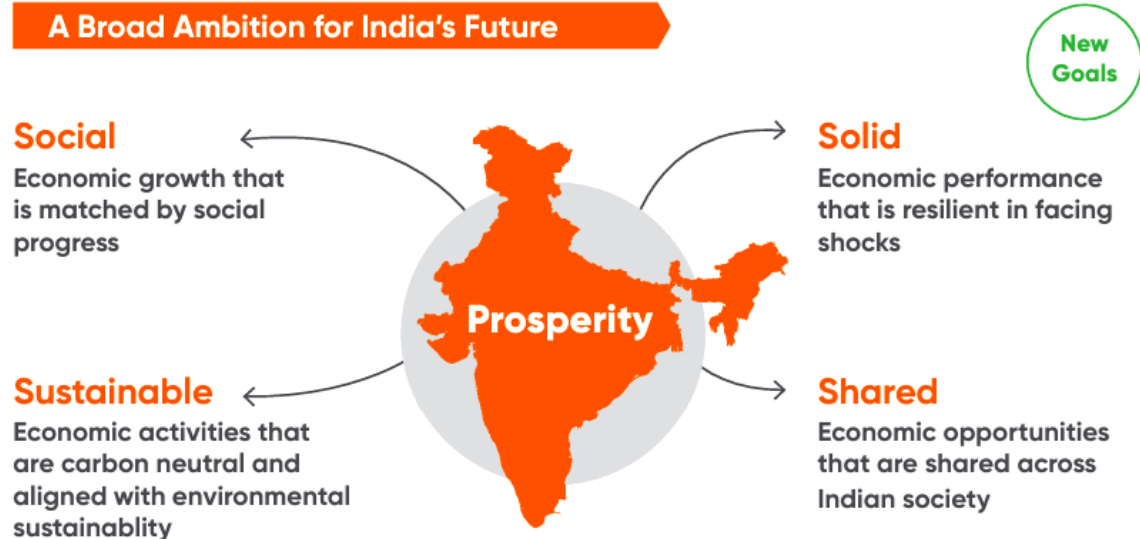 A Broad Ambition for India's Future
New
Goals
Social
Economic growth that
is matched by social
progress
Solid
Economic performance
that is resilient in facing
shocks
Prosperity
Sustainable
Economic activities that
are carbon neutral and
aligned with environmental
sustainablity
Shared
Economic opportunities
that are shared across
Indian society